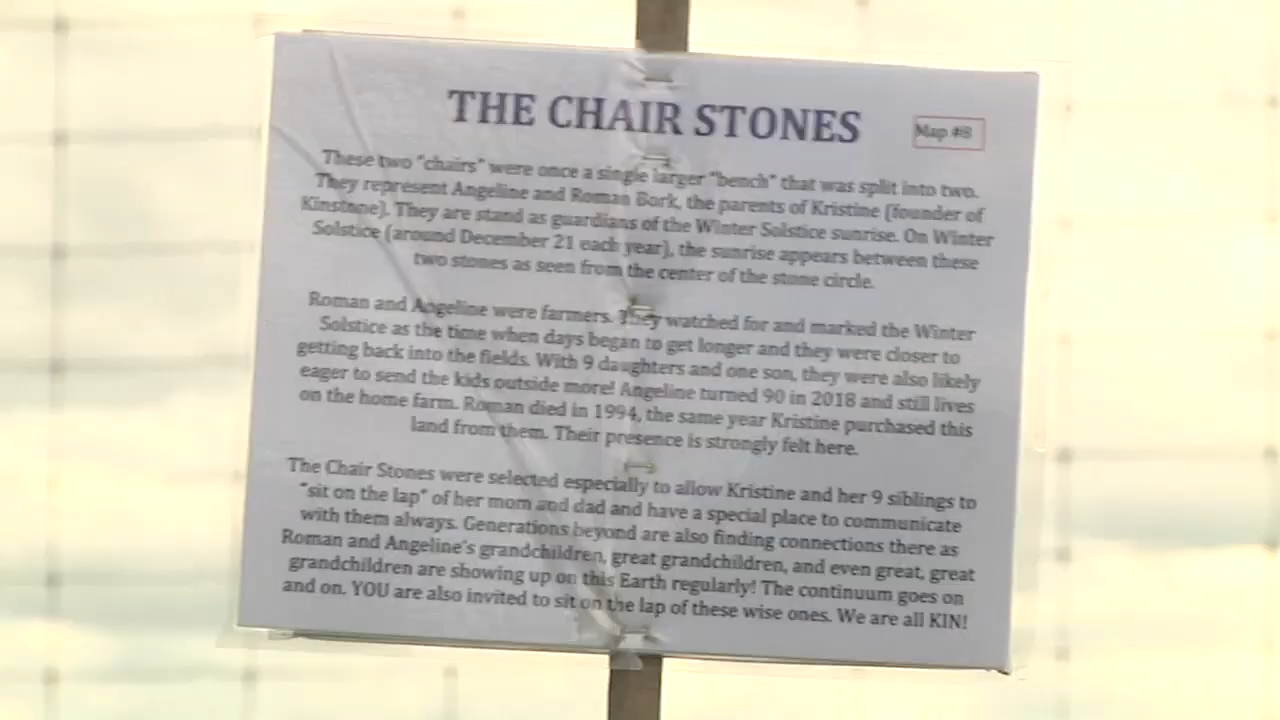 THE CHAIR STONES
Map #8
These two "chairs" were once a single larger "bench" that was split into two.
They represent Angeline and Roman Bork, the parents of Kristine (founder of
Kinstone). They are stand as guardians of the Winter Solstice sunrise. On Winter
Solstice (around December 21 each year), the sunrise appears between these
two stones as seen from the center of the stone circle.
Roman and Angeline were farmers. They watched for and marked the Winter
Solstice as the time when days began to get longer and they were closer to
getting back into the fields. With 9 daughters and one son, they were also likely
eager to send the kids outside more! Angeline turned 90 in 2018 and still lives
on the home farm. Roman died in 1994, the same year Kristine purchased this
land from them. Their presence is strongly felt here.
The Chair Stones were selected especially to allow Kristine and her 9 siblings to
"sit on the lap" of her mom and dad and have a special place to communicate
with them always. Generations beyond are also finding connections there as
Roman and Angeline's grandchildren, great grandchildren, and even great, great
grandchildren are showing up on this Earth regularly! The continuum goes on
and on. YOU are also invited to sit on the lap of these wise ones. We are all KIN!